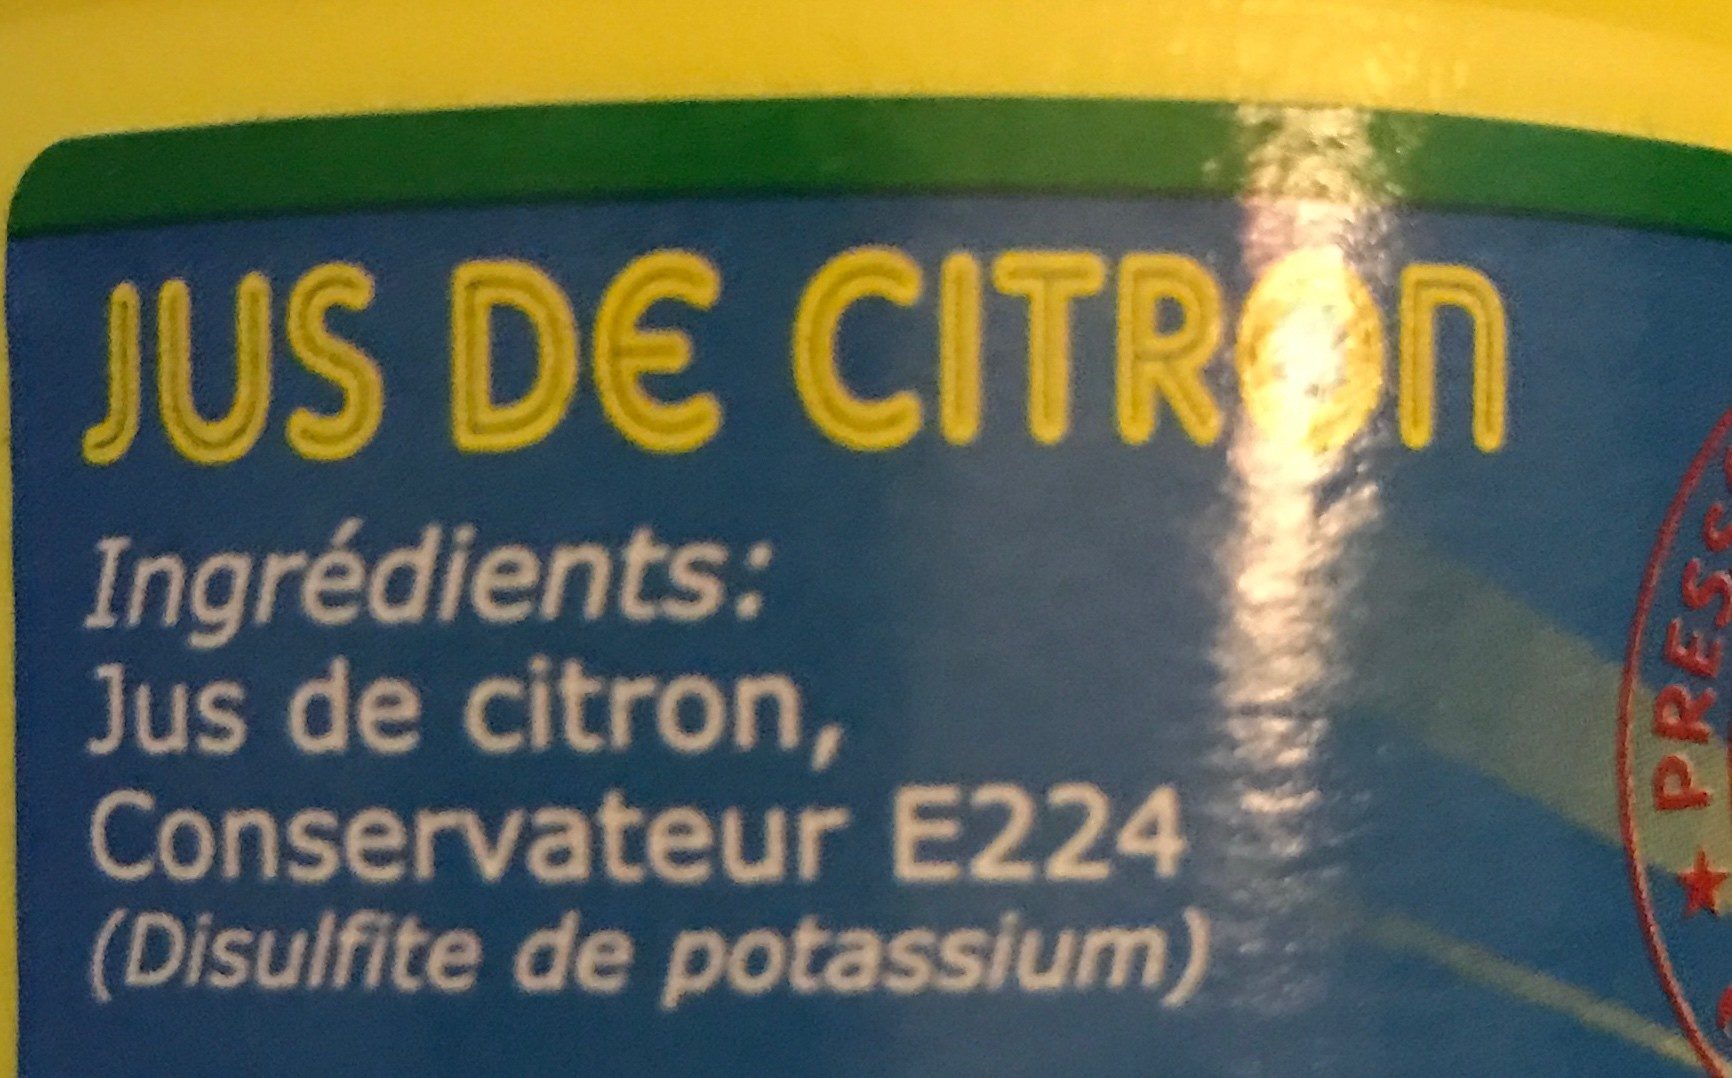 JUS DE CITRON
Ingrédients:
Jus de citron,
Conservateur E224
(Disulfite de potassium)